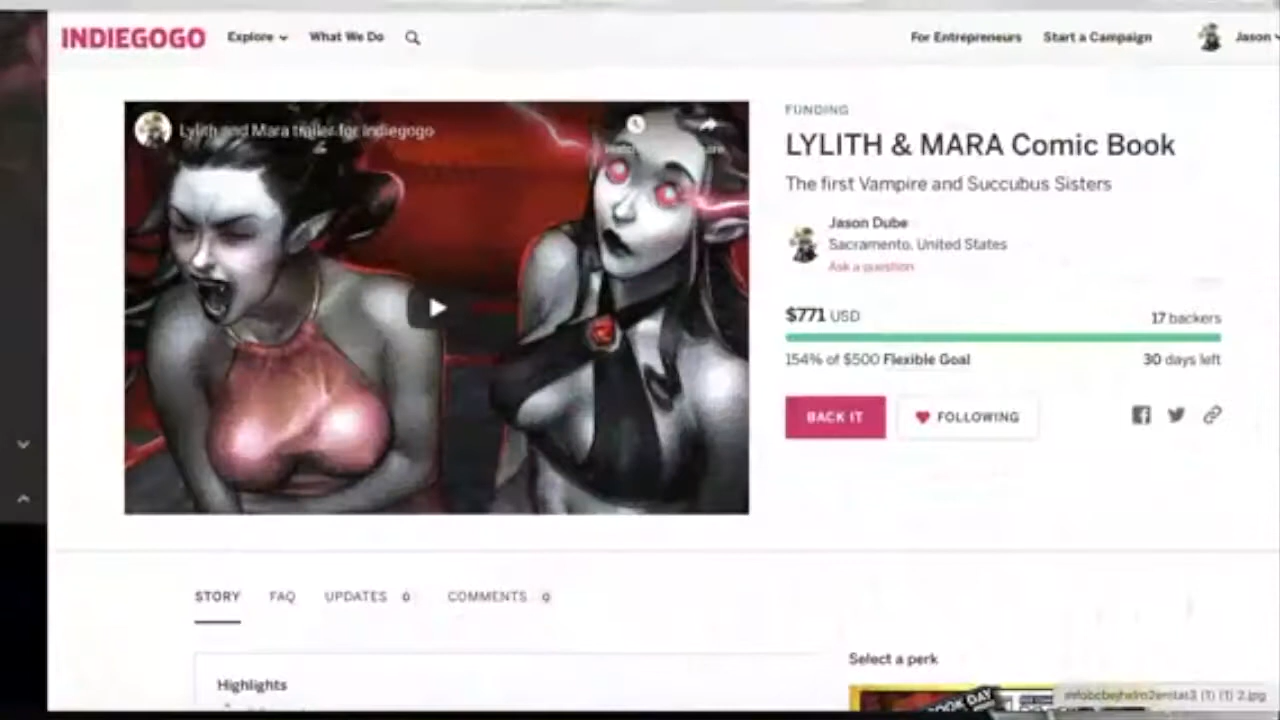 INDIEGOGO Explore What We Do For Entrepreneurs Start a Campaign Jason
Lylith and Mara trailer for indiegogo
FUNDING
LYLITH & MARA Comic Book
The first Vampire and Succubus Sisters
Jason Dube
Sacramento, United States
Ask a question
$771 USD 17 backers
154% of $500 Flexible Goal 30 days left
BACK IT FOLLOWING
STORY FAQ UPDATES 0 COMMENTS 0
Select a perk
Highlights
BOOK DAY